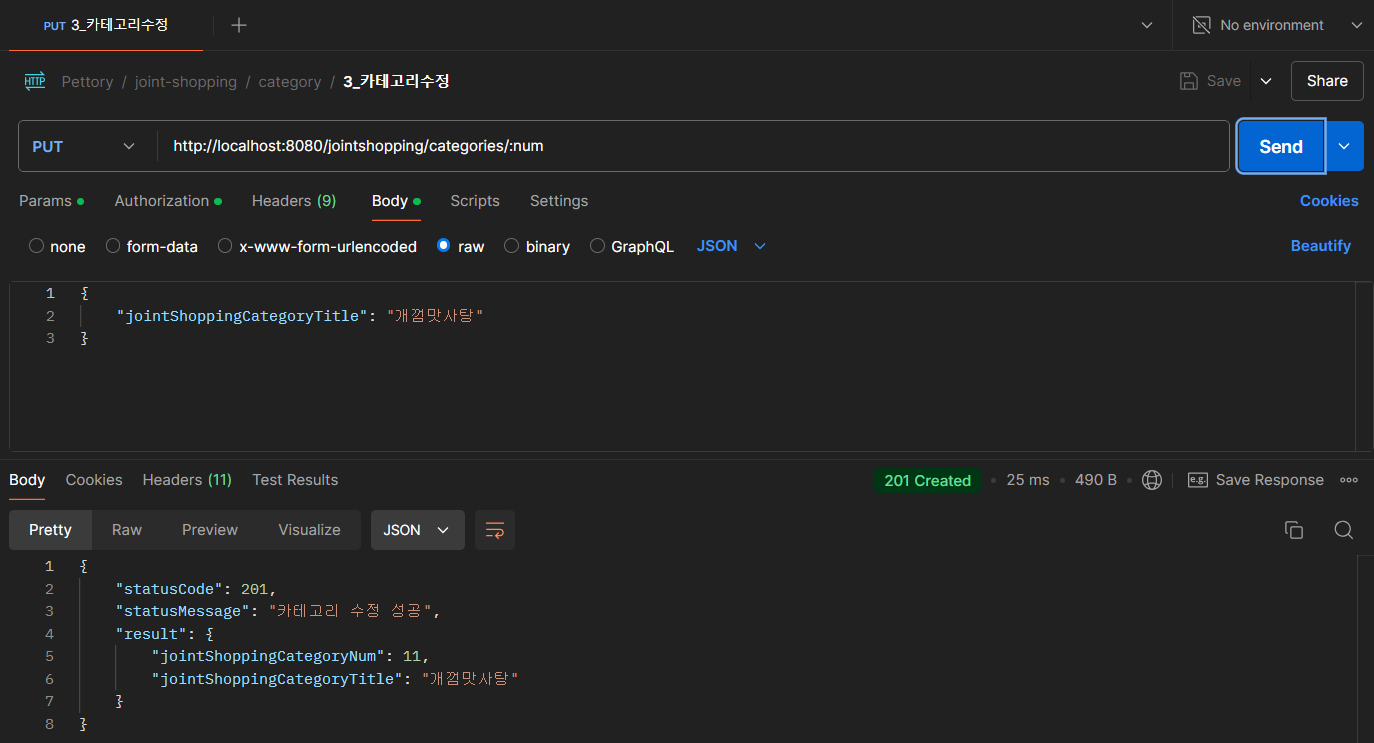 PUT 3_카테고리수정
No environment
HTTP Pettory / joint-shopping / category / 3_카테고리수정
Save
Share
PUT http://localhost:8080/jointshopping/categories/:num
Send
Params Authorization Headers (9) Body Scripts Settings
Cookies
none form-data x-www-form-urlencoded raw binary GraphQL JSON
Beautify
1 {
2 "jointShoppingCategoryTitle": "개껌맛사탕"
3 }
Body Cookies Headers (11) Test Results
201 Created 25 ms 490 B e.g. Save Response
Pretty Raw Preview Visualize JSON
1 {
2 "statusCode": 201,
3 "statusMessage": "카테고리 수정 성공",
4 "result": {
5 "jointShoppingCategoryNum": 11,
6 "jointShoppingCategoryTitle": "개껌맛사탕"
7 }
8 }